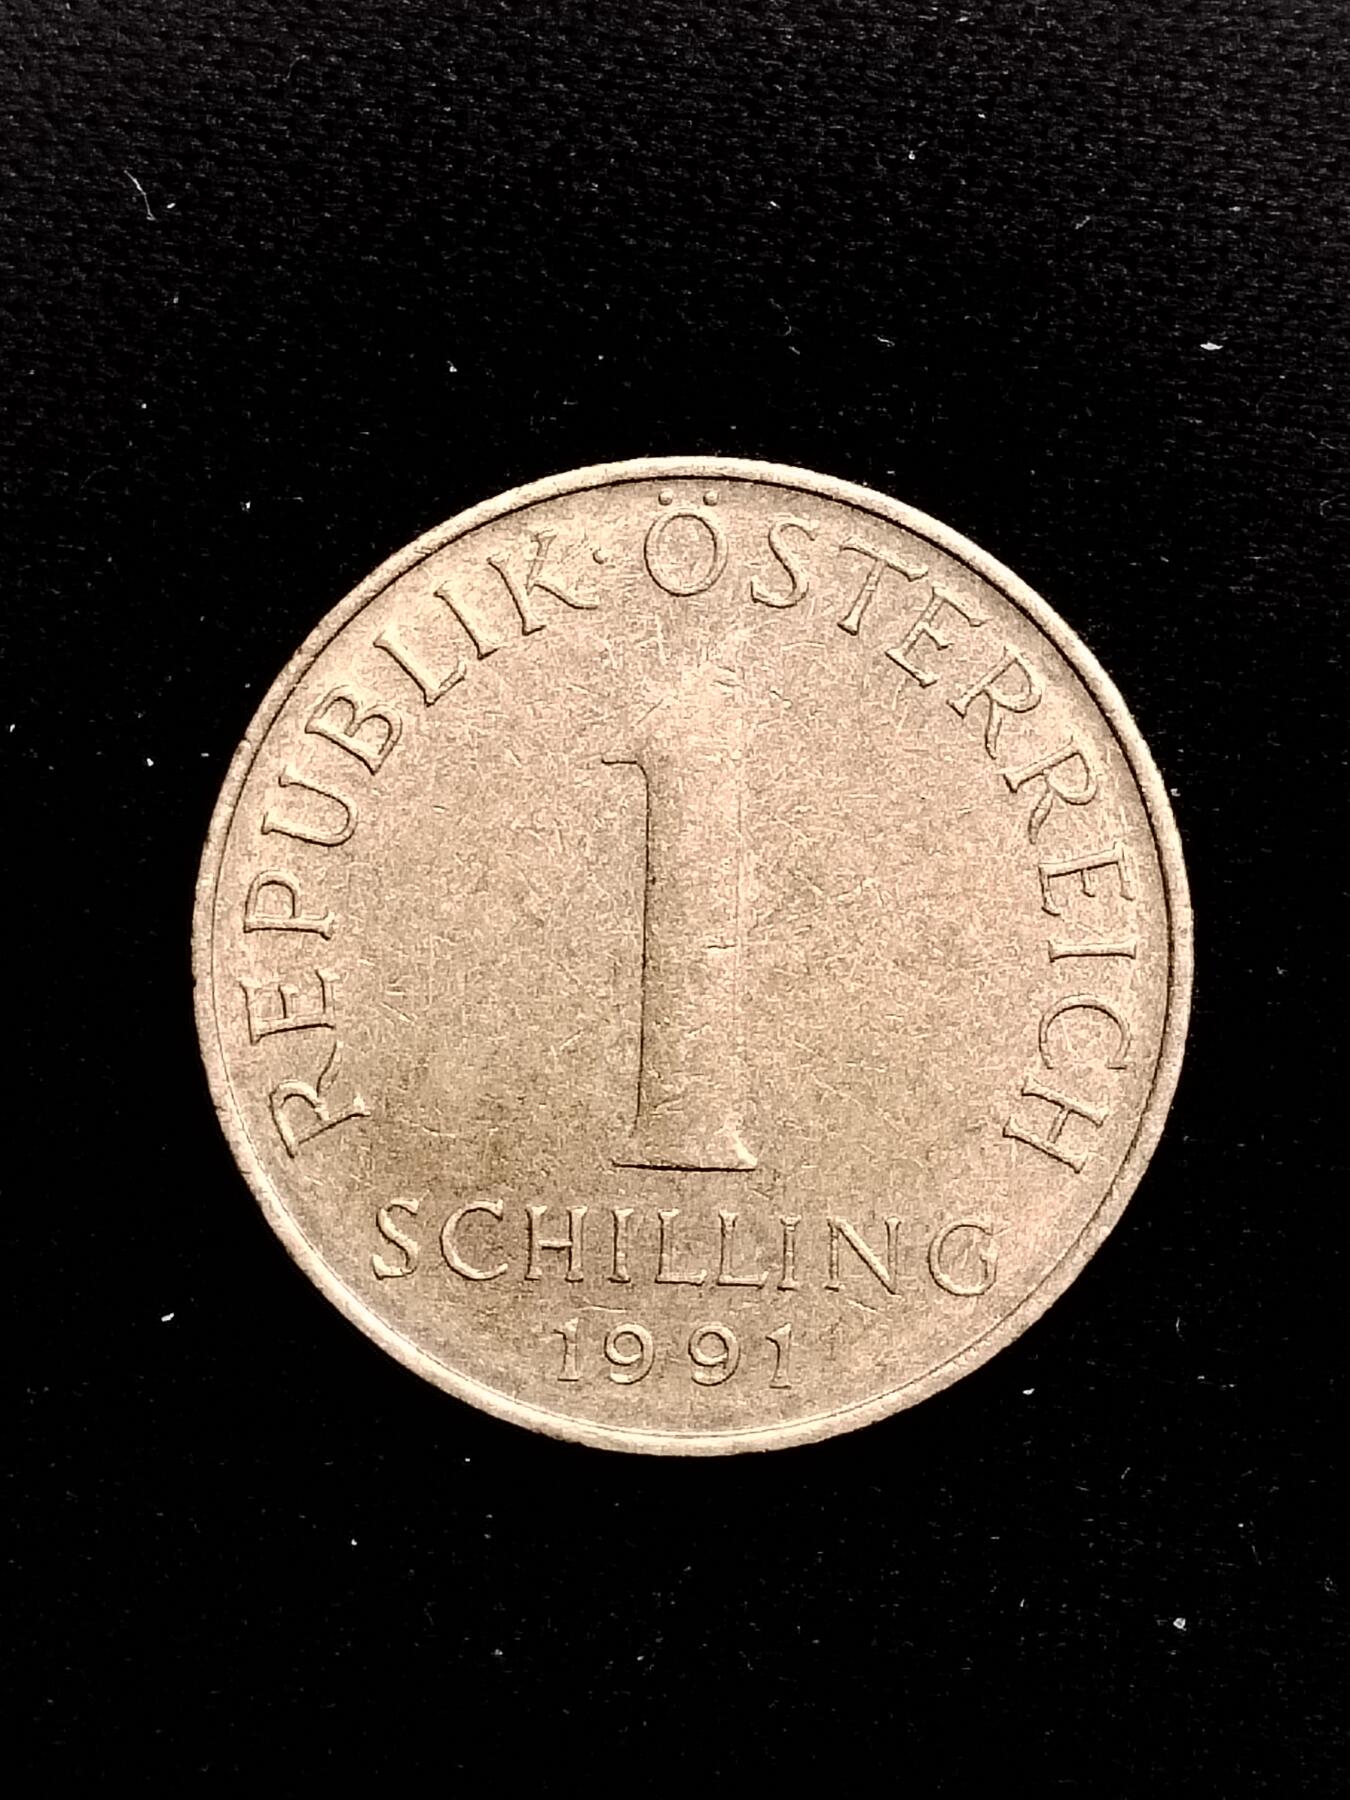 REPUBLIK · ÖSTERREICH
1
SCHILLING
1991